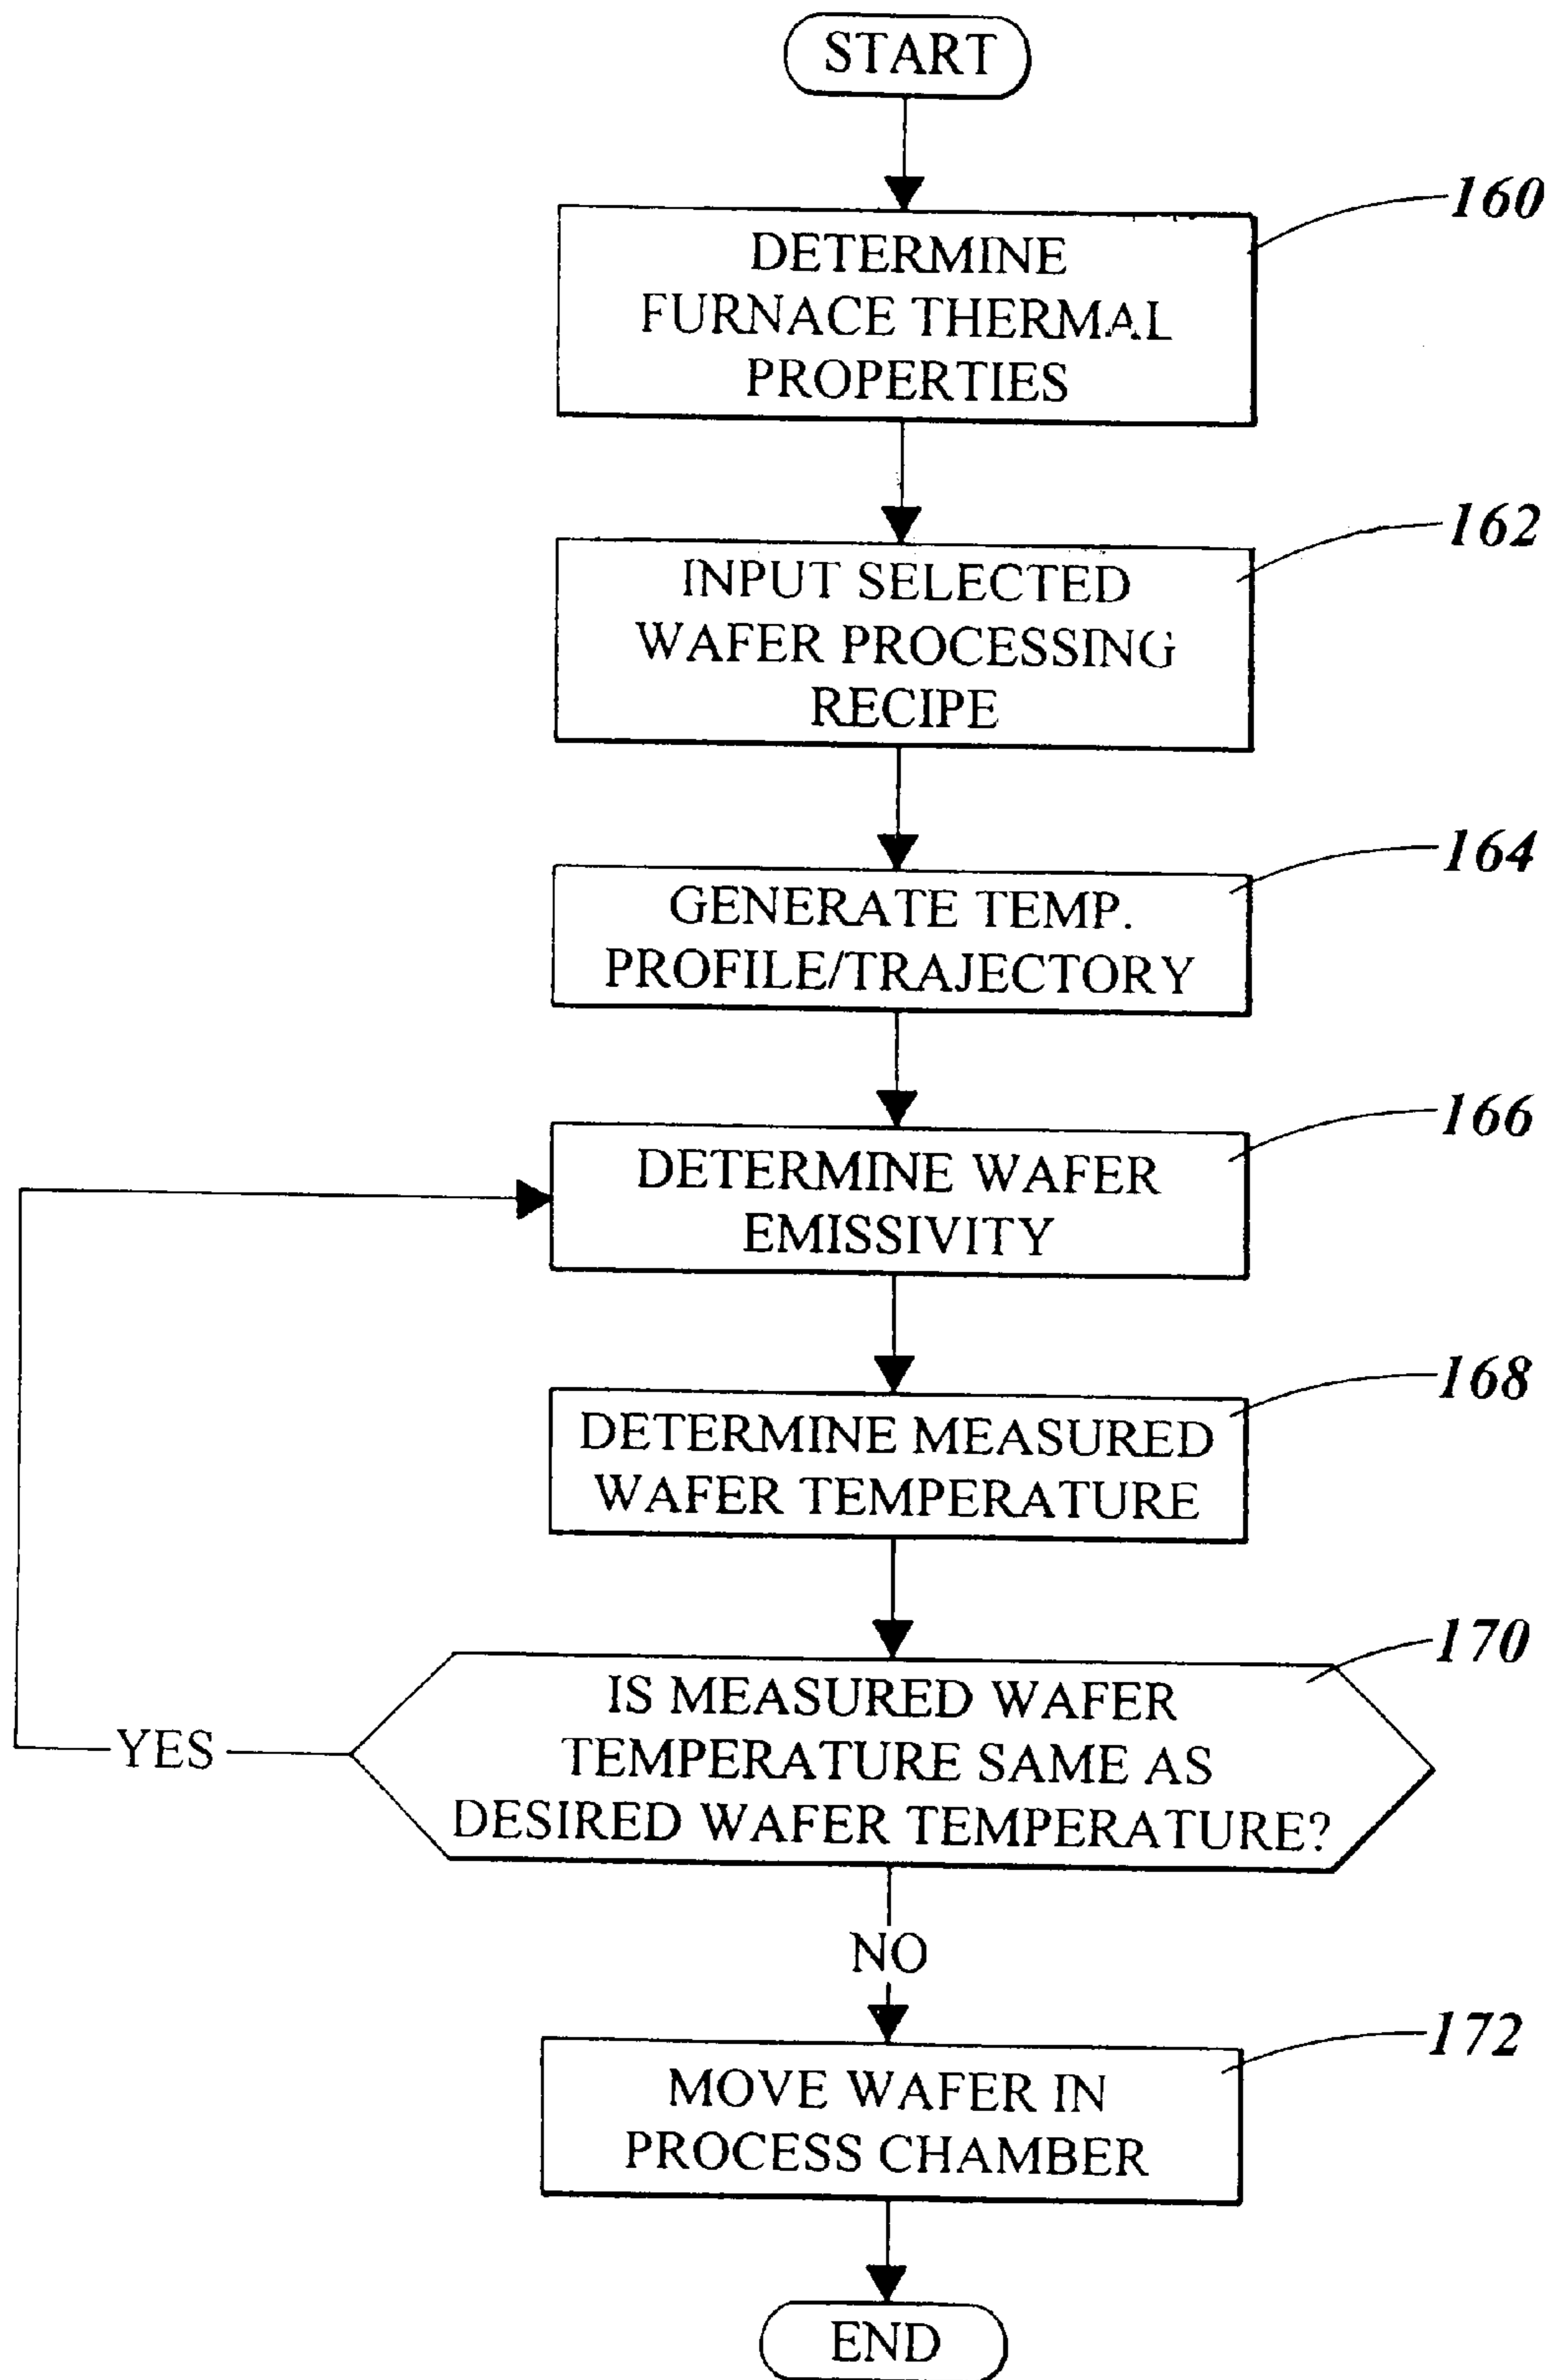 START
160
DETERMINE
FURNACE THERMAL
PROPERTIES
162
INPUT SELECTED
WAFER PROCESSING
RECIPE
164
GENERATE TEMP.
PROFILE/TRAJECTORY
166
DETERMINE WAFER
EMISSIVITY
168
DETERMINE MEASURED
WAFER TEMPERATURE
170
IS MEASURED WAFER
TEMPERATURE SAME AS
DESIRED WAFER TEMPERATURE?
YES
NO
172
MOVE WAFER IN
PROCESS CHAMBER
END